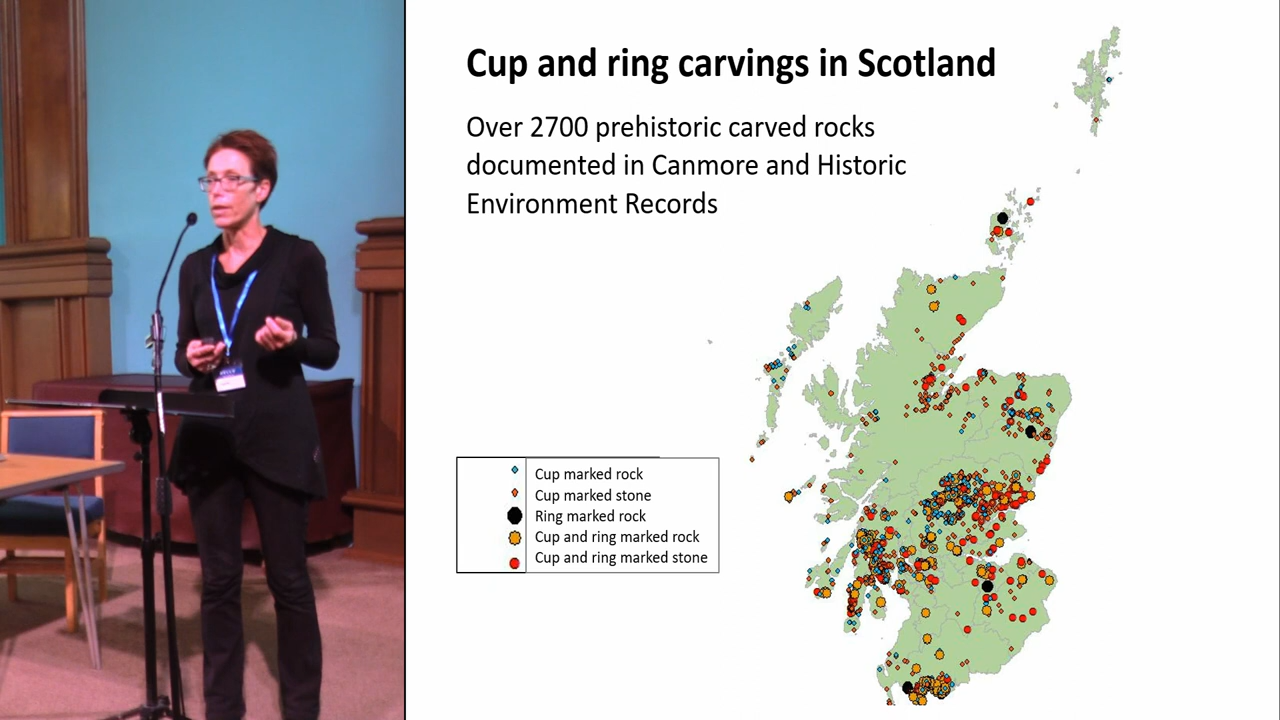 Cup and ring carvings in Scotland
Over 2700 prehistoric carved rocks
documented in Canmore and Historic
Environment Records
Cup marked rock
Cup marked stone
Ring marked rock
Cup and ring marked rock
Cup and ring marked stone